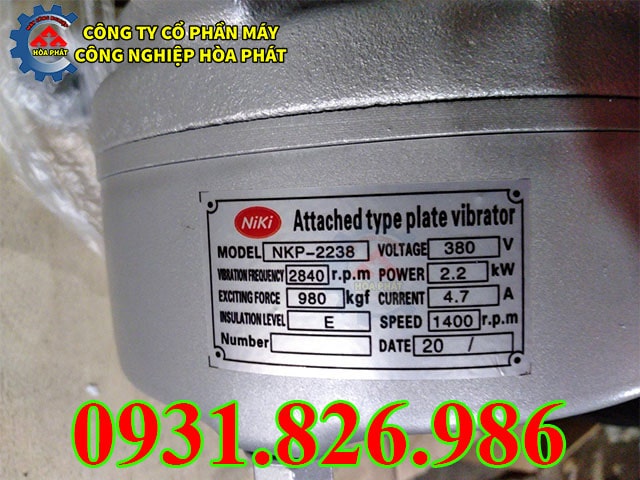 CÔNG TY CỔ PHẦN MÁY
CÔNG NGHIỆP HÒA PHÁT
HÒA PHÁT
NiKi Attached type plate vibrator
MODEL NKP-2238 VOLTAGE 380 V
VIBRATION FREQUENCY 2840 r.p.m POWER 2.2 kW
HÒA PHÁT
EXCITING FORCE 980 kgf CURRENT 4.7 A
INSULATION LEVEL E SPEED 1400 r.p.m
Number DATE 20 /
0931.826.986